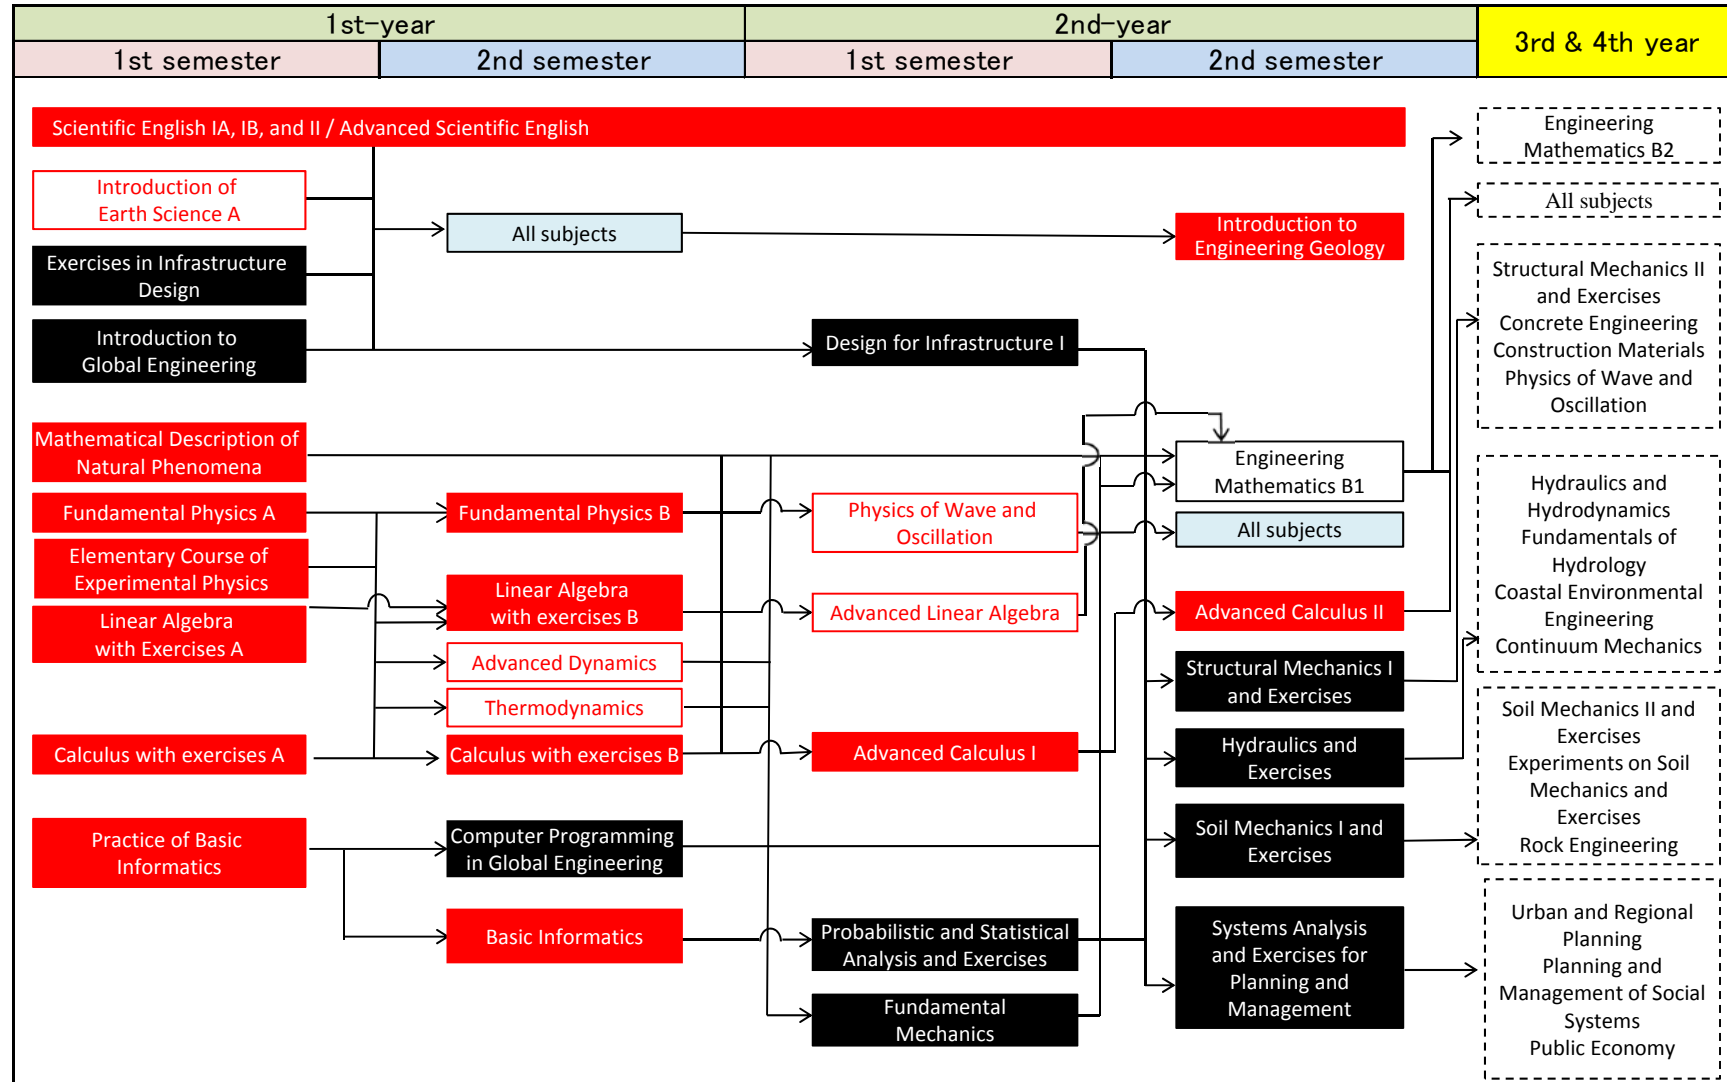 1st-year
2nd-year
3rd & 4th year
1st semester
2nd semester
1st semester
2nd semester
Scientific English IA, IB, and II / Advanced Scientific English
Introduction of
Earth Science A
Exercises in Infrastructure
Design
Introduction to
Global Engineering
Mathematical Description of
Natural Phenomena
Fundamental Physics A
Elementary Course of
Experimental Physics
Linear Algebra
with Exercises A
Calculus with exercises A
Practice of Basic
Informatics
All subjects
Fundamental Physics B
Linear Algebra
with exercises B
Advanced Dynamics
Thermodynamics
Calculus with exercises B
Computer Programming
in Global Engineering
Basic Informatics
Design for Infrastructure I
Physics of Wave and
Oscillation
Advanced Linear Algebra
Advanced Calculus I
Probabilistic and Statistical
Analysis and Exercises
Fundamental
Mechanics
Introduction to
Engineering Geology
Engineering
Mathematics B1
All subjects
Advanced Calculus II
Structural Mechanics I
and Exercises
Hydraulics and
Exercises
Soil Mechanics I and
Exercises
Systems Analysis
and Exercises for
Planning and
Management
Engineering
Mathematics B2
All subjects
Structural Mechanics II
and Exercises
Concrete Engineering
Construction Materials
Physics of Wave and
Oscillation
Hydraulics and
Hydrodynamics
Fundamentals of
Hydrology
Coastal Environmental
Engineering
Continuum Mechanics
Soil Mechanics II and
Exercises
Experiments on Soil
Mechanics and
Exercises
Rock Engineering
Urban and Regional
Planning
Planning and
Management of Social
Systems
Public Economy